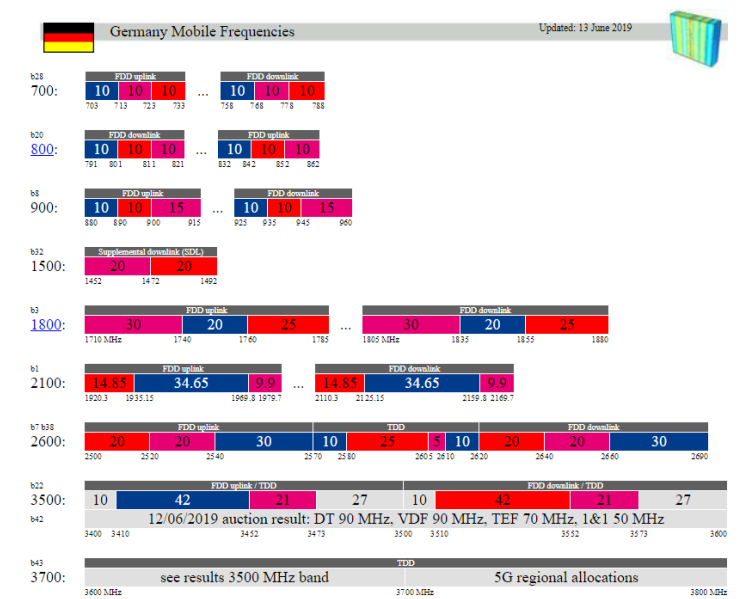 Germany Mobile Frequencies
Updated: 13 June 2019
b28
FDD uplink FDD downlink
700: 10 10 10 ... 10 10 10
703 713 723 733 758 768 778 788
b20
FDD downlink FDD uplink
800: 10 10 10 ... 10 10 10
791 801 811 821 832 842 852 862
b8
FDD uplink FDD downlink
900: 10 10 15 ... 10 10 15
880 890 900 915 925 935 945 960
b32
Supplemental downlink (SDL)
1500: 20 20
1452 1472 1492
b3
FDD uplink FDD downlink
1800: 30 20 25 ... 30 20 25
1710 MHz 1740 1760 1785 1805 MHz 1835 1855 1880
b1
FDD uplink FDD downlink
2100: 14.85 34.65 9.9 ... 14.85 34.65 9.9
1920.3 1935.15 1969.8 1979.7 2110.3 2125.15 2159.8 2169.7
b7 b38
FDD uplink TDD FDD downlink
2600: 20 20 30 10 25 5 10 20 20 30
2500 2520 2540 2570 2580 2605 2610 2620 2640 2660 2690
b22
FDD uplink / TDD FDD downlink / TDD
3500: 10 42 21 27 10 42 21 27
b42 12/06/2019 auction result: DT 90 MHz, VDF 90 MHz, TEF 70 MHz, 1&1 50 MHz
3400 3410 3452 3473 3500 3510 3552 3573 3600
b43
TDD
3700: see results 3500 MHz band 5G regional allocations
3600 MHz 3700 MHz 3800 MHz